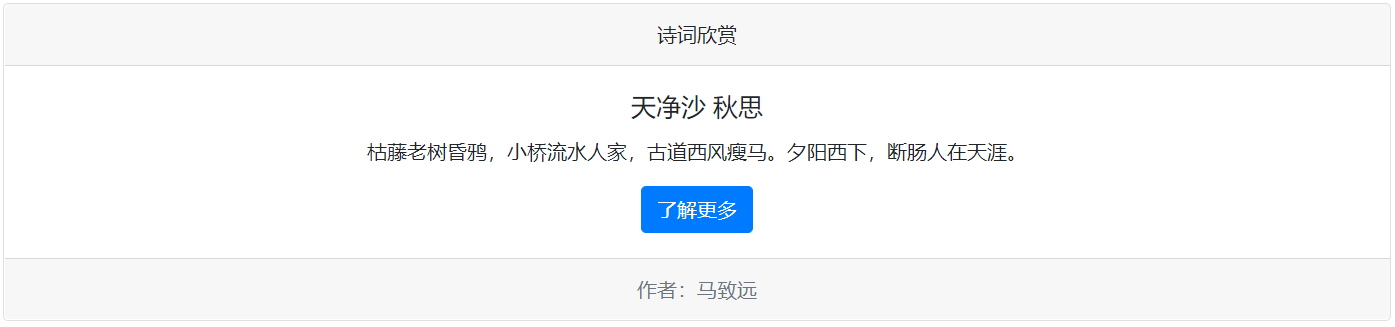 诗词欣赏
天净沙 秋思
枯藤老树昏鸦，小桥流水人家，古道西风瘦马。夕阳西下，断肠人在天涯。
了解更多
作者：马致远